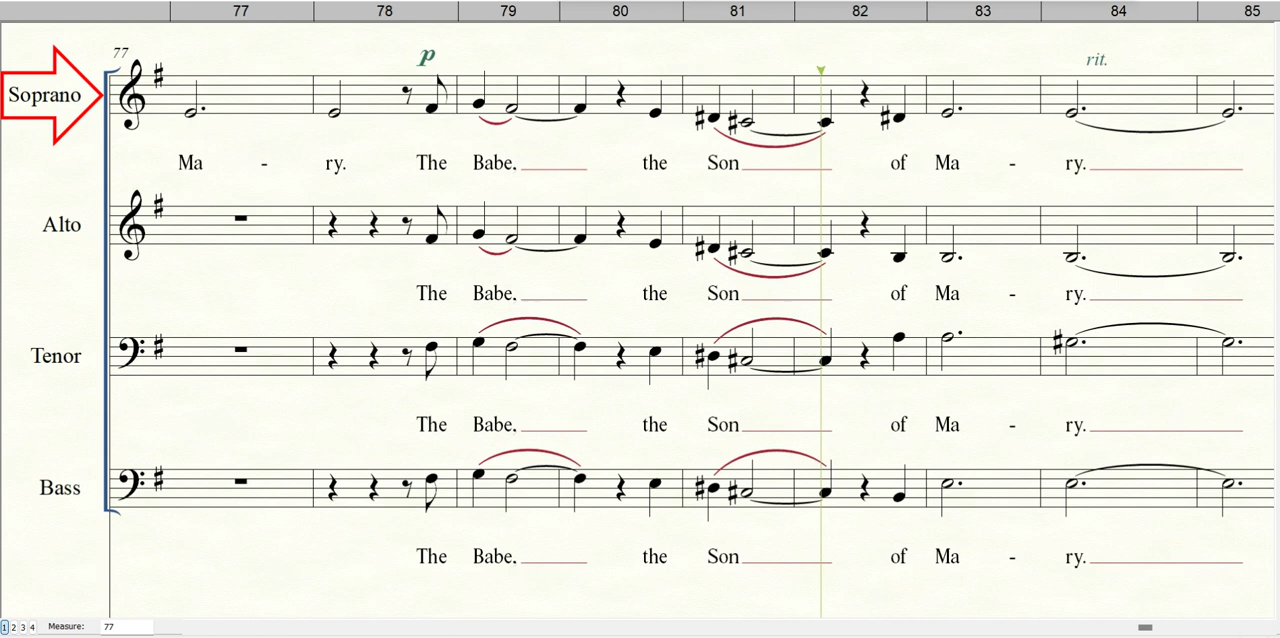 77 78 79 80 81 82 83 84 85
77 p rit.
Soprano
Ma - ry. The Babe. the Son of Ma - ry.
Alto
The Babe. the Son of Ma - ry.
Tenor
The Babe. the Son of Ma - ry.
Bass
The Babe. the Son of Ma - ry.
1 2 3 4 Measure: 77